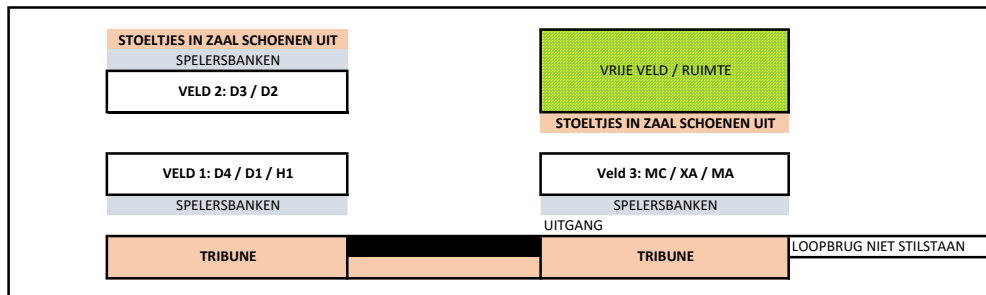 STOELTJES IN ZAAL SCHOENEN UIT
SPELERSBANKEN
VELD 2: D3 / D2
VRIJE VELD / RUIMTE
STOELTJES IN ZAAL SCHOENEN UIT
VELD 1: D4 / D1 / H1
SPELERSBANKEN
Veld 3: MC / XA / MA
SPELERSBANKEN
UITGANG
TRIBUNE
TRIBUNE
LOOPBRUG NIET STILSTAAN